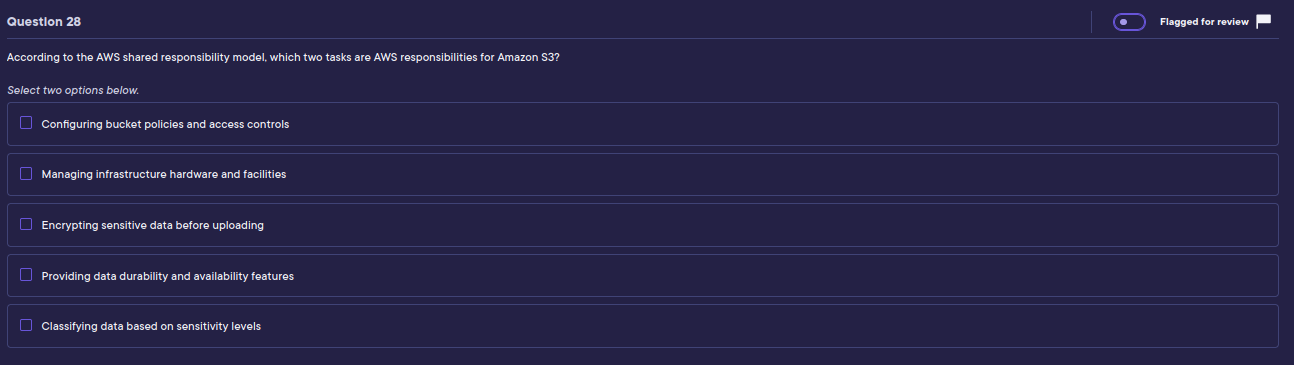 Question 28
Flagged for review
According to the AWS shared responsibility model, which two tasks are AWS responsibilities for Amazon S3?
Select two options below.
Configuring bucket policies and access controls
Managing infrastructure hardware and facilities
Encrypting sensitive data before uploading
Providing data durability and availability features
Classifying data based on sensitivity levels